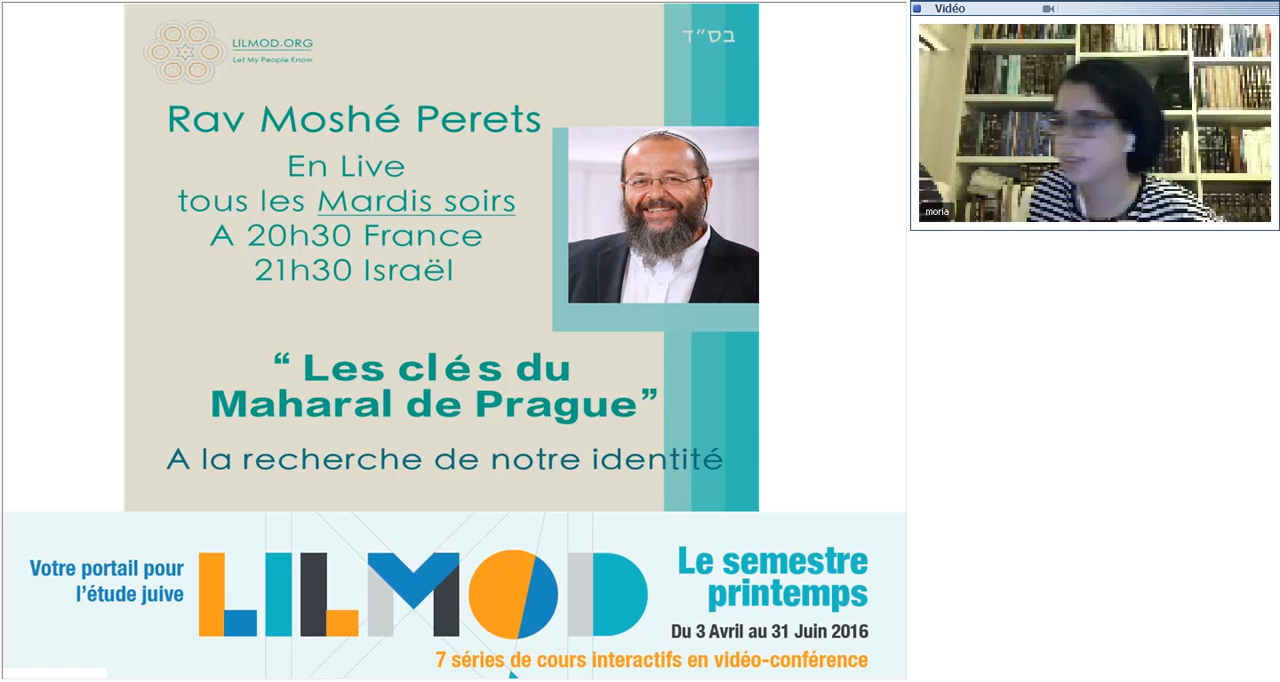 LILMOD.ORG
Let My People Know
בס״ד
Rav Moshé Perets
En Live
tous les Mardis soirs
A 20h30 France
21h30 Israël
“ Les clés du
Maharal de Prague”
A la recherche de notre identité
Votre portail pour
l’étude juive
LILMOD
Le semestre
printemps
Du 3 Avril au 31 Juin 2016
7 séries de cours interactifs en vidéo-conférence
Vidéo
moria